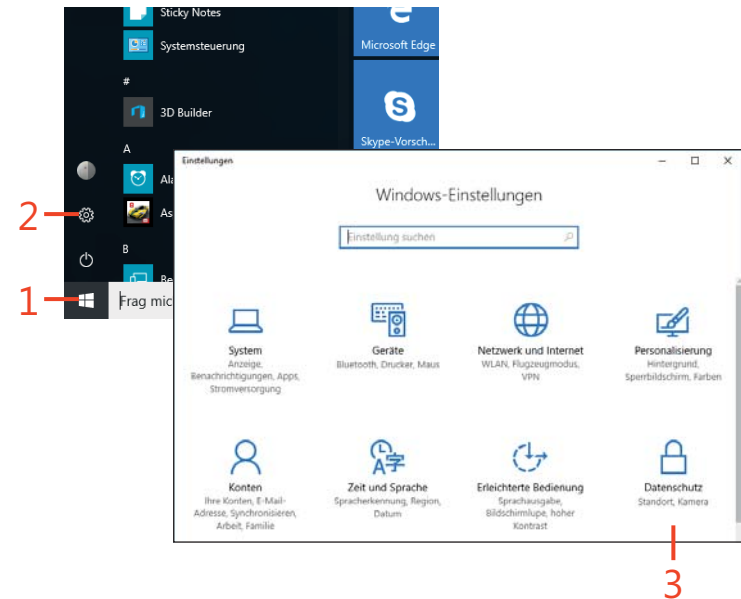 Sticky Notes
Systemsteuerung
Microsoft Edge
#
3D Builder
A
Skype-Vorsch...
Ala
As
B
Be
2
1
Frag mic
Einstellungen
Windows-Einstellungen
Einstellung suchen
System
Anzeige,
Benachrichtigungen, Apps,
Stromversorgung
Geräte
Bluetooth, Drucker, Maus
Netzwerk und Internet
WLAN, Flugzeugmodus,
VPN
Personalisierung
Hintergrund,
Sperrbildschirm, Farben
Konten
Ihre Konten, E-Mail-
Adresse, Synchronisieren,
Arbeit, Familie
Zeit und Sprache
Spracherkennung, Region,
Datum
Erleichterte Bedienung
Sprachausgabe,
Bildschirmlupe, hoher
Kontrast
Datenschutz
Standort, Kamera
3